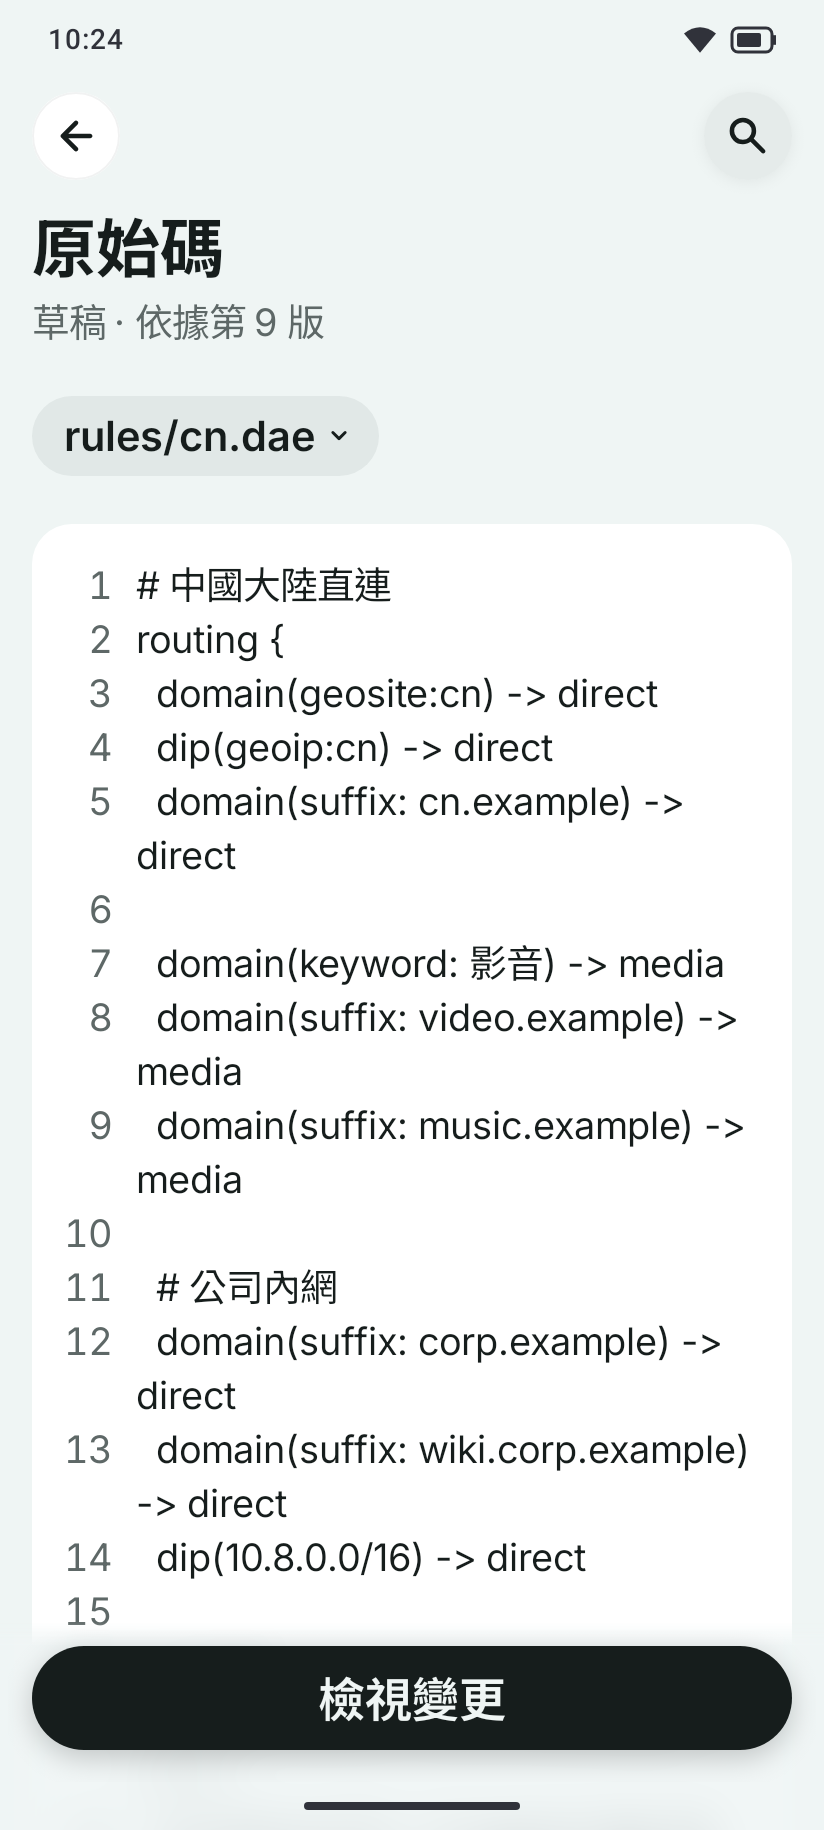 10:24
原始碼
草稿 · 依據第 9 版
rules/cn.dae
1 # 中國大陸直連
2 routing {
3 domain(geosite:cn) -> direct
4 dip(geoip:cn) -> direct
5 domain(suffix: cn.example) ->
direct
6
7 domain(keyword: 影音) -> media
8 domain(suffix: video.example) ->
media
9 domain(suffix: music.example) ->
media
10
11 # 公司內網
12 domain(suffix: corp.example) ->
direct
13 domain(suffix: wiki.corp.example)
-> direct
14 dip(10.8.0.0/16) -> direct
15
檢視變更